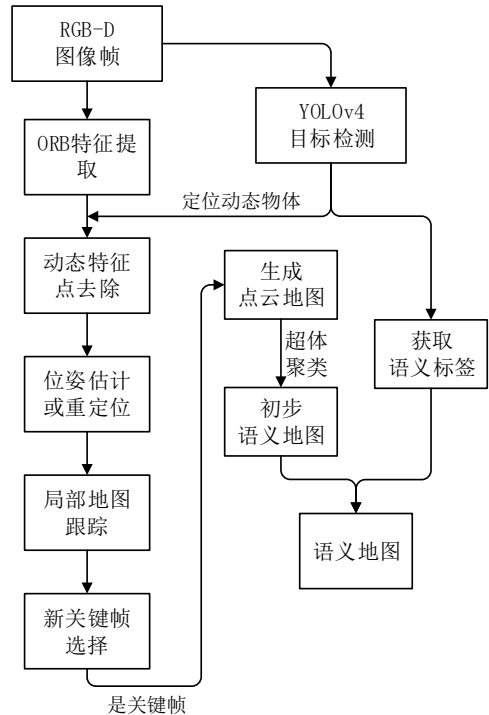 RGB-D
图像帧
YOLOv4
目标检测
ORB特征提
取
定位动态物体
动态特征
点去除
生成
点云地图
超体
聚类
获取
语义标签
位姿估计
或重定位
初步
语义地图
局部地图
跟踪
语义地图
新关键帧
选择
是关键帧